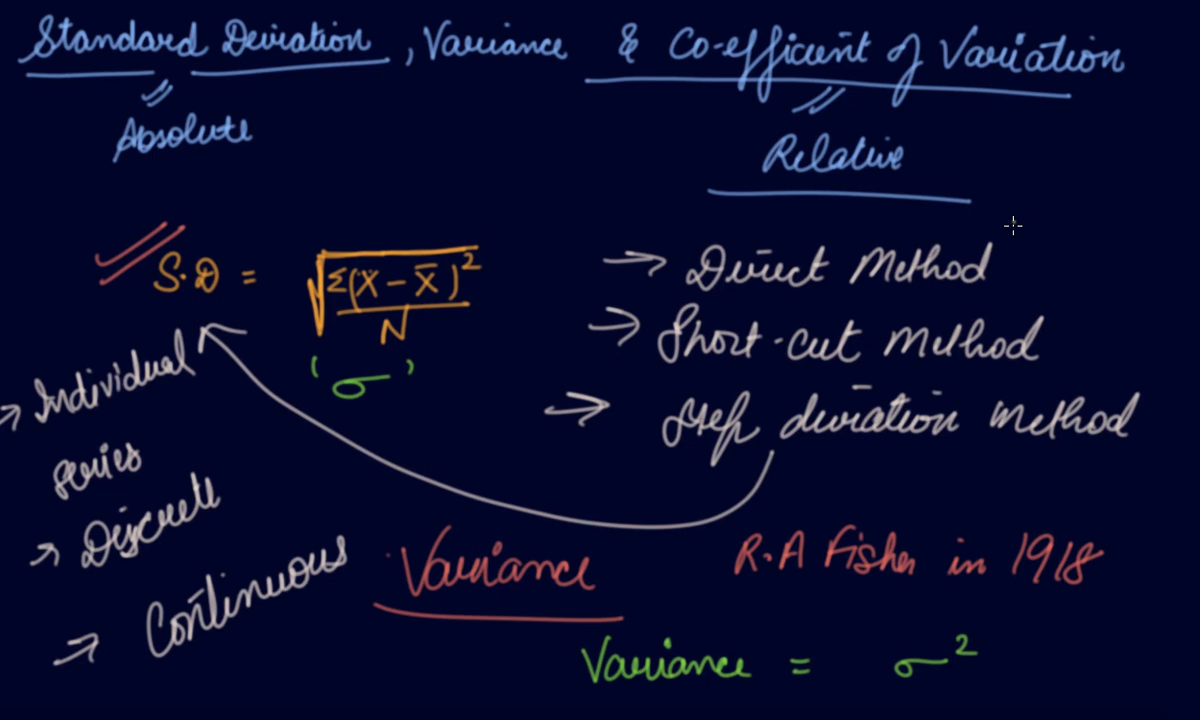 Standard Deviation, Variance & Co-efficient of Variation
Absolute
Relative
S.D = √Σ(X - X̄)²/N
'σ'
→ Direct Method
→ Short-cut Method
→ Step deviation Method
→ Individual
series
→ Discrete
→ Continuous
Variance
R.A Fisher in 1918
Variance = σ²